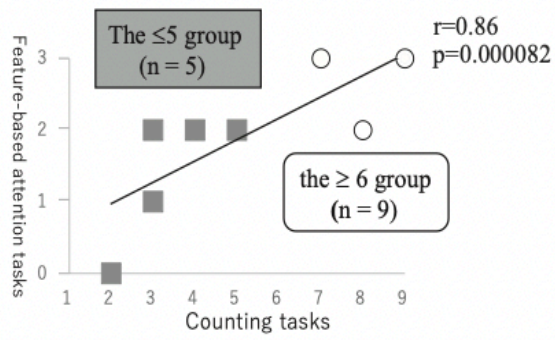 The ≤5 group
(n = 5)
r=0.86
p=0.000082
Feature-based attention tasks
3
2
1
0
the ≥ 6 group
(n = 9)
1 2 3 4 5 6 7 8 9
Counting tasks